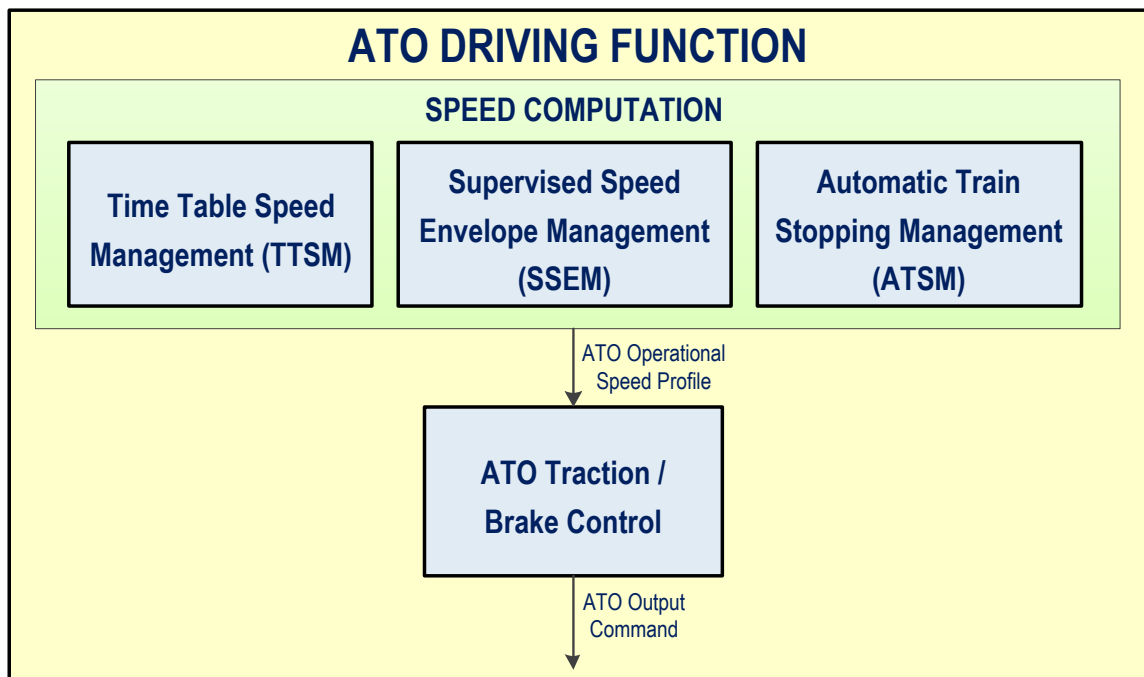 ATO DRIVING FUNCTION
SPEED COMPUTATION
Time Table Speed
Management (TTSM)
Supervised Speed
Envelope Management
(SSEM)
Automatic Train
Stopping Management
(ATSM)
ATO Operational
Speed Profile
ATO Traction /
Brake Control
ATO Output
Command